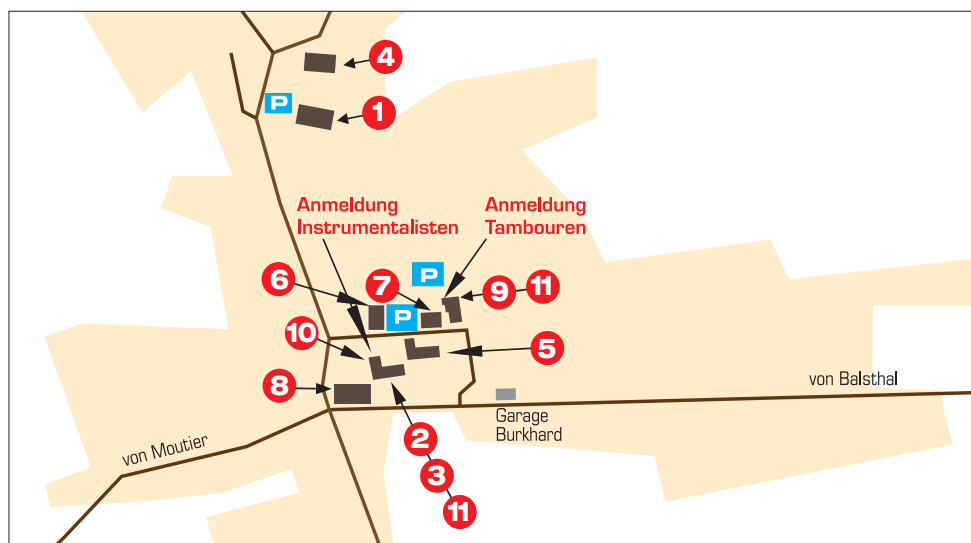 4
P
1
Anmeldung
Instrumentalisten
Anmeldung
Tambouren
P
6
7
9
11
P
10
5
8
von Balsthal
Garage
Burkhard
von Moutier
2
3
11